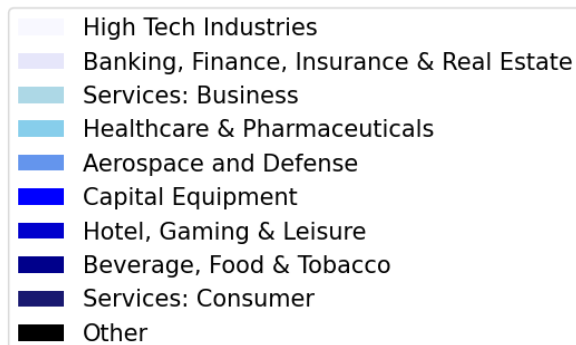 High Tech Industries
Banking, Finance, Insurance & Real Estate
Services: Business
Healthcare & Pharmaceuticals
Aerospace and Defense
Capital Equipment
Hotel, Gaming & Leisure
Beverage, Food & Tobacco
Services: Consumer
Other